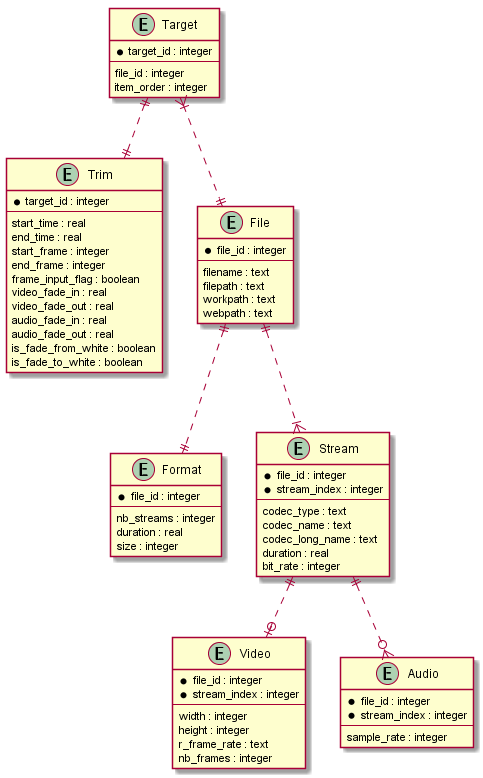 E Target
target_id : integer
file_id : integer
item_order : integer
E Trim
target_id : integer
start_time : real
end_time : real
start_frame : integer
end_frame : integer
frame_input_flag : boolean
video_fade_in : real
video_fade_out : real
audio_fade_in : real
audio_fade_out : real
is_fade_from_white : boolean
is_fade_to_white : boolean
E File
file_id : integer
filename : text
filepath : text
workpath : text
webpath : text
E Format
file_id : integer
nb_streams : integer
duration : real
size : integer
E Stream
file_id : integer
stream_index : integer
codec_type : text
codec_name : text
codec_long_name : text
duration : real
bit_rate : integer
E Video
file_id : integer
stream_index : integer
width : integer
height : integer
r_frame_rate : text
nb_frames : integer
E Audio
file_id : integer
stream_index : integer
sample_rate : integer